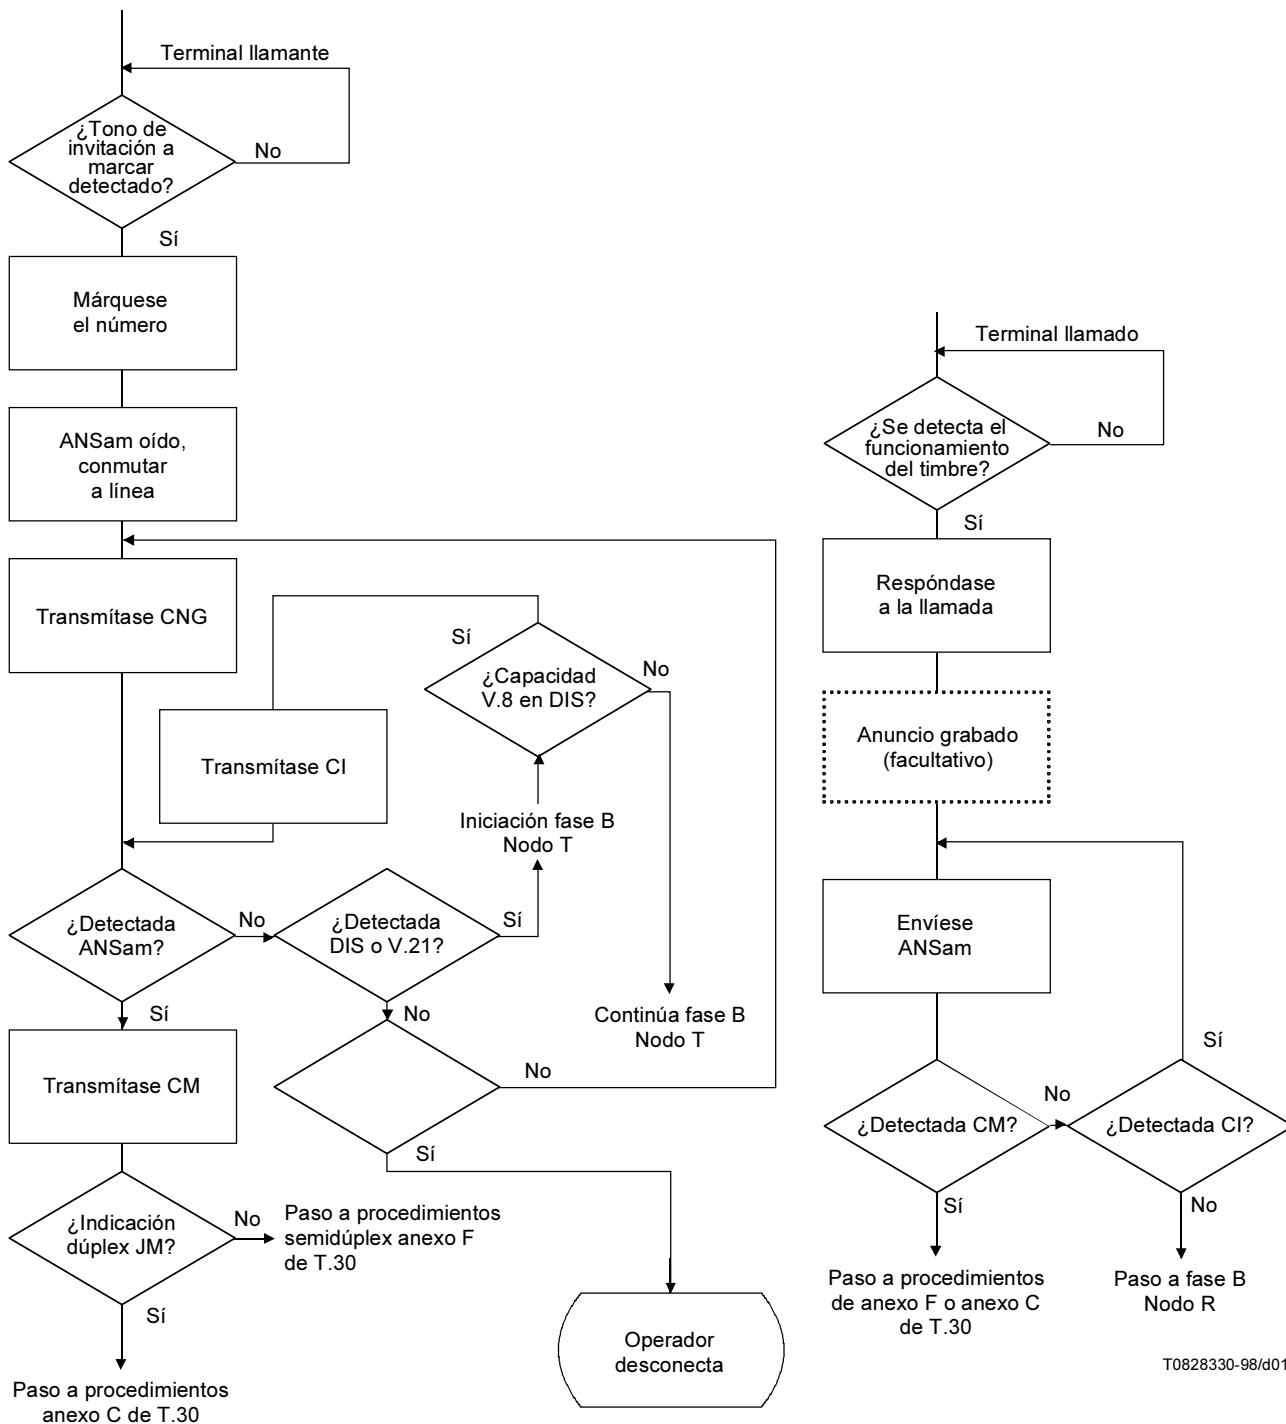 Terminal llamante
¿Tono de
invitación a
marcar
detectado?
No
Sí
Márquese
el número
ANSam oído,
conmutar
a línea
Transmítase CNG
Sí
¿Capacidad
V.8 en DIS?
No
Transmítase CI
Iniciación fase B
Nodo T
¿Detectada
ANSam?
No
¿Detectada
DIS o V.21?
Sí
Continúa fase B
Nodo T
Sí
No
Transmítase CM
No
Sí
¿Indicación
dúplex JM?
No
Paso a procedimientos
semidúplex anexo F
de T.30
Sí
Paso a procedimientos
anexo C de T.30
Operador
desconecta
Terminal llamado
¿Se detecta el
funcionamiento
del timbre?
No
Sí
Respóndase
a la llamada
Anuncio grabado
(facultativo)
Envíese
ANSam
Sí
¿Detectada CM?
No
¿Detectada CI?
Sí
No
Paso a procedimientos
de anexo F o anexo C
de T.30
Paso a fase B
Nodo R
T0828330-98/d01